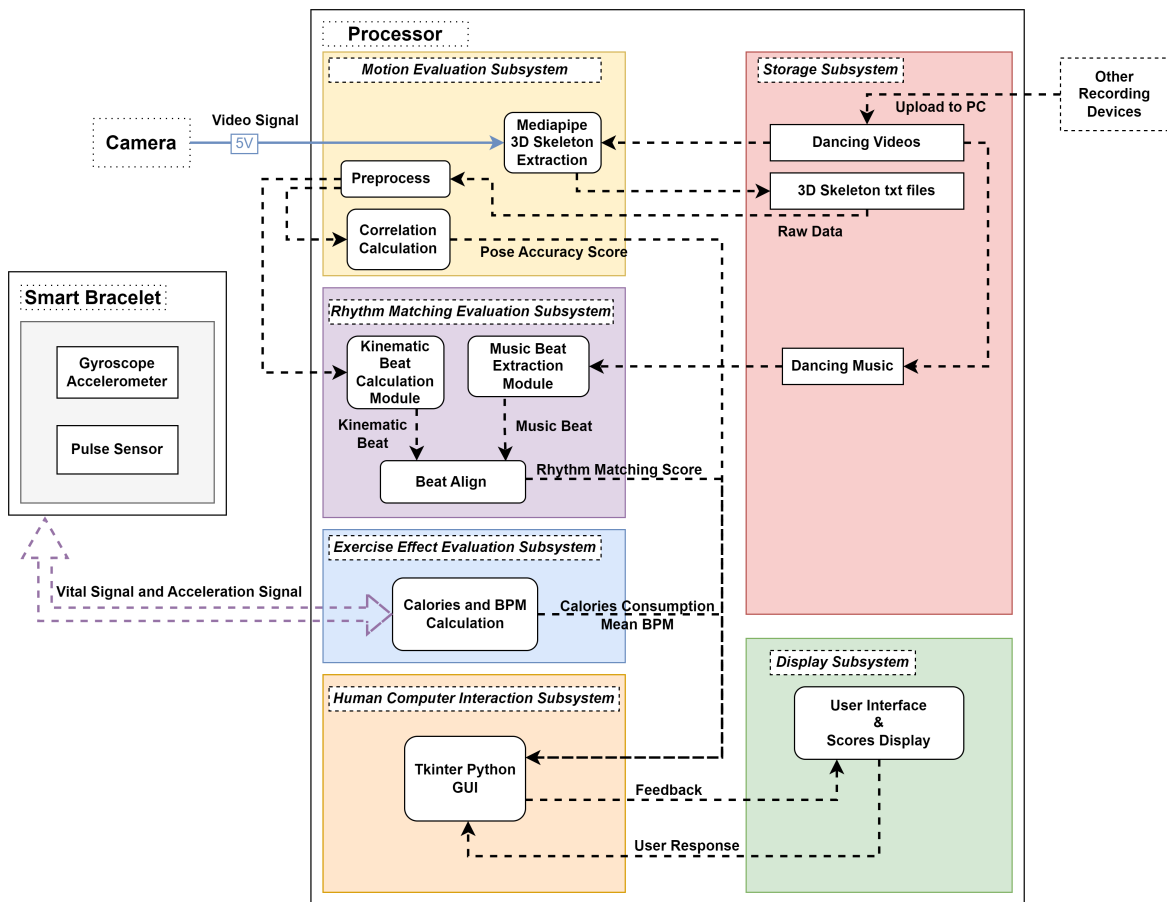 Processor
Motion Evaluation Subsystem
Storage Subsystem
Other
Recording
Devices
Upload to PC
Camera
Video Signal
5V
Mediapipe
3D Skeleton
Extraction
Dancing Videos
Preprocess
3D Skeleton txt files
Raw Data
Correlation
Calculation
Pose Accuracy Score
Smart Bracelet
Gyroscope
Accelerometer
Pulse Sensor
Rhythm Matching Evaluation Subsystem
Kinematic
Beat
Calculation
Module
Music Beat
Extraction
Module
Dancing Music
Kinematic
Beat
Music Beat
Beat Align
Rhythm Matching Score
Exercise Effect Evaluation Subsystem
Vital Signal and Acceleration Signal
Calories and BPM
Calculation
Calories Consumption
Mean BPM
Human Computer Interaction Subsystem
Display Subsystem
User Interface
&
Scores Display
Tkinter Python
GUI
Feedback
User Response